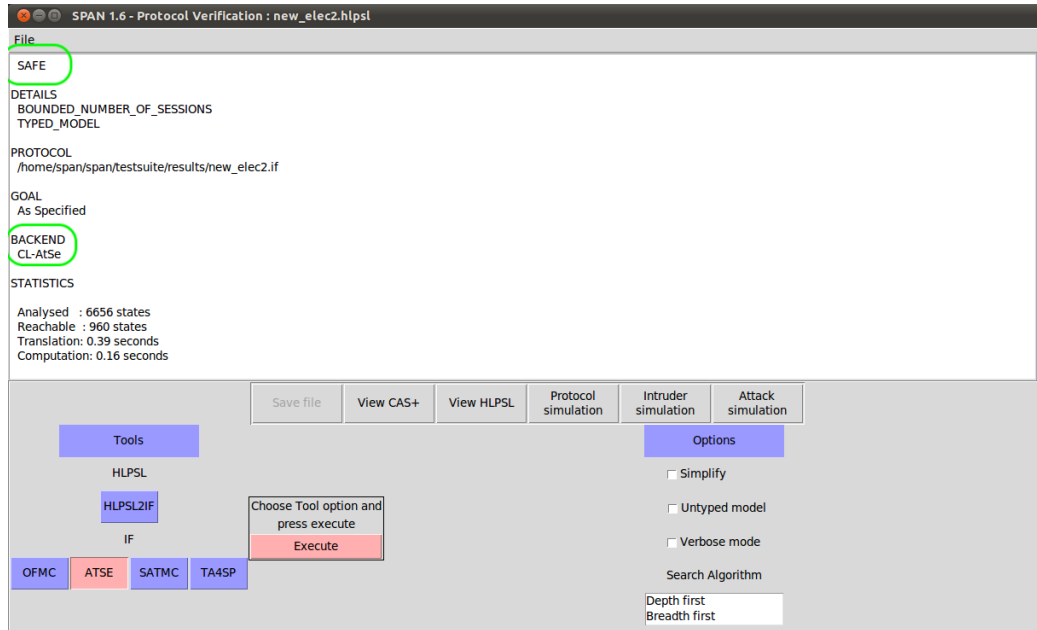 SPAN 1.6 - Protocol Verification : new_elec2.hlpsl
File
SAFE
DETAILS
BOUNDED_NUMBER_OF_SESSIONS
TYPED_MODEL
PROTOCOL
/home/span/span/testsuite/results/new_elec2.if
GOAL
As Specified
BACKEND
CL-AtSe
STATISTICS
Analysed : 6656 states
Reachable : 960 states
Translation: 0.39 seconds
Computation: 0.16 seconds
Save file
View CAS+
View HLPSL
Protocol
simulation
Intruder
simulation
Attack
simulation
Tools
HLPSL
HLPSL2IF
IF
OFMC
ATSE
SATMC
TA4SP
Choose Tool option and
press execute
Execute
Options
Simplify
Untyped model
Verbose mode
Search Algorithm
Depth first
Breadth first